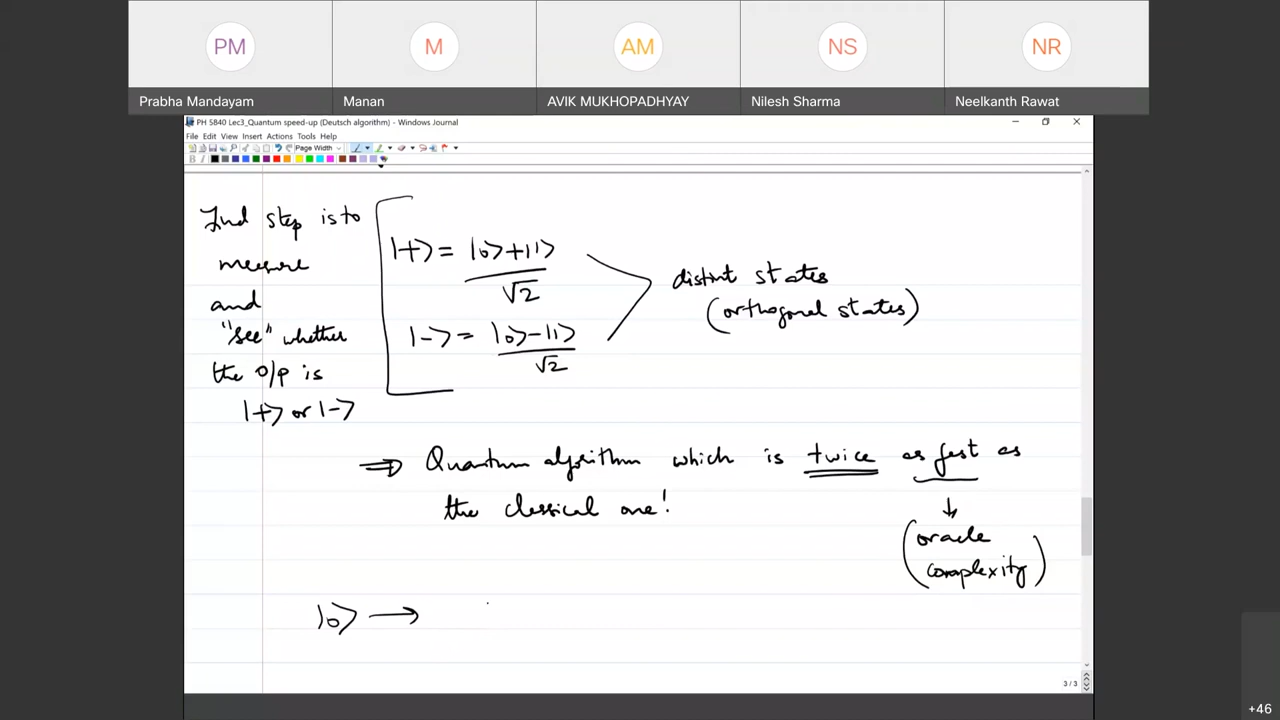 PM
M
AM
NS
NR
Prabha Mandayam
Manan
AVIK MUKHOPADHYAY
Nilesh Sharma
Neelkanth Rawat
PH 5840 Lec3_Quantum speed-up (Deutsch algorithm) - Windows Journal
File Edit View Insert Actions Tools Help
Page Width
B I
step is to
measure
and
"see" whether
the o/p is
|+> or |->
|+> = |0>+|1>
√2
|-> = |0>-|1>
√2
distinct states
(orthogonal states)
⇒ Quantum algorithm which is twice as fast as
the classical one!
↓
(oracle
complexity)
|0> →
3 / 3
+46